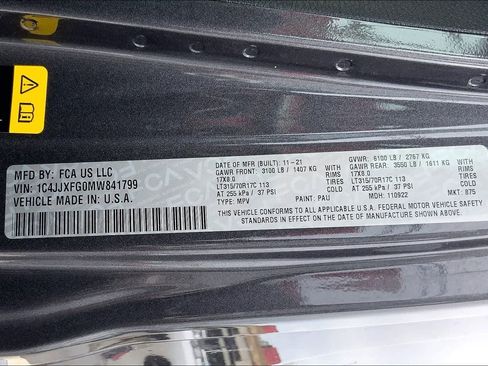 MFD BY: FCA US LLC
VIN: 1C4JJXFG0MW841799
VEHICLE MADE IN: U.S.A.
DATE OF MFR (BUILT): 11-21
GAWR FRONT: 3100 LB / 1407 KG
17X8.0 RIMS
LT315/70R17C 113 TIRES
AT 255 kPa / 37 PSI COLD
TYPE: MPV PAINT: PAU
GVWR: 6100 LB / 2767 KG
GAWR REAR: 3550 LB / 1611 KG
17X8.0 RIMS
LT315/70R17C 113 TIRES
AT 255 kPa / 37 PSI COLD
MDH: 110922 MKT: 875
THIS VEHICLE CONFORMS TO ALL APPLICABLE U.S.A. FEDERAL MOTOR VEHICLE SAFETY
STANDARDS IN EFFECT ON THE DATE OF MANUFACTURE SHOWN ABOVE.